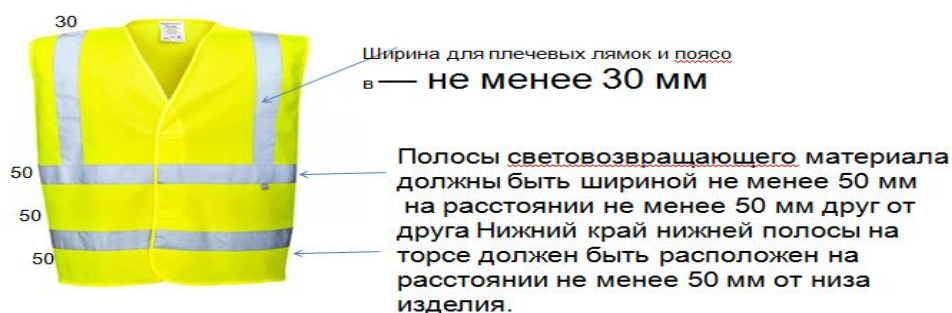 30
Ширина для плечевых лямок и поясо
в — не менее 30 мм
Полосы световозвращающего материала
должны быть шириной не менее 50 мм
на расстоянии не менее 50 мм друг от
друга Нижний край нижней полосы на
торсе должен быть расположен на
расстоянии не менее 50 мм от низа
изделия.
50
50
50